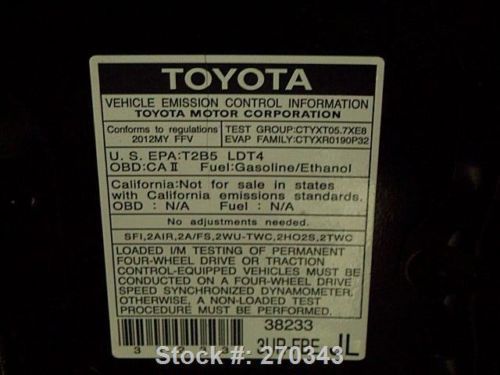 TOYOTA
VEHICLE EMISSION CONTROL INFORMATION
TOYOTA MOTOR CORPORATION
Conforms to regulations
2012MY FFV
TEST GROUP:CTYXT05.7XE8
EVAP FAMILY:CTYXR0190P32
U. S. EPA:T2B5 LDT4
OBD:CAⅡ Fuel:Gasoline/Ethanol
California:Not for sale in states
with California emissions standards.
OBD : N/A Fuel : N/A
No adjustments needed.
SFI,2AIR,2A/FS,2WU-TWC,2HO2S,2TWC
LOADED I/M TESTING OF PERMANENT
FOUR-WHEEL DRIVE OR TRACTION
CONTROL-EQUIPPED VEHICLES MUST BE
CONDUCTED ON A FOUR-WHEEL DRIVE
SPEED SYNCHRONIZED DYNAMOMETER.
OTHERWISE, A NON-LOADED TEST
PROCEDURE MUST BE PERFORMED.
38233
JL
Stock #: 270343